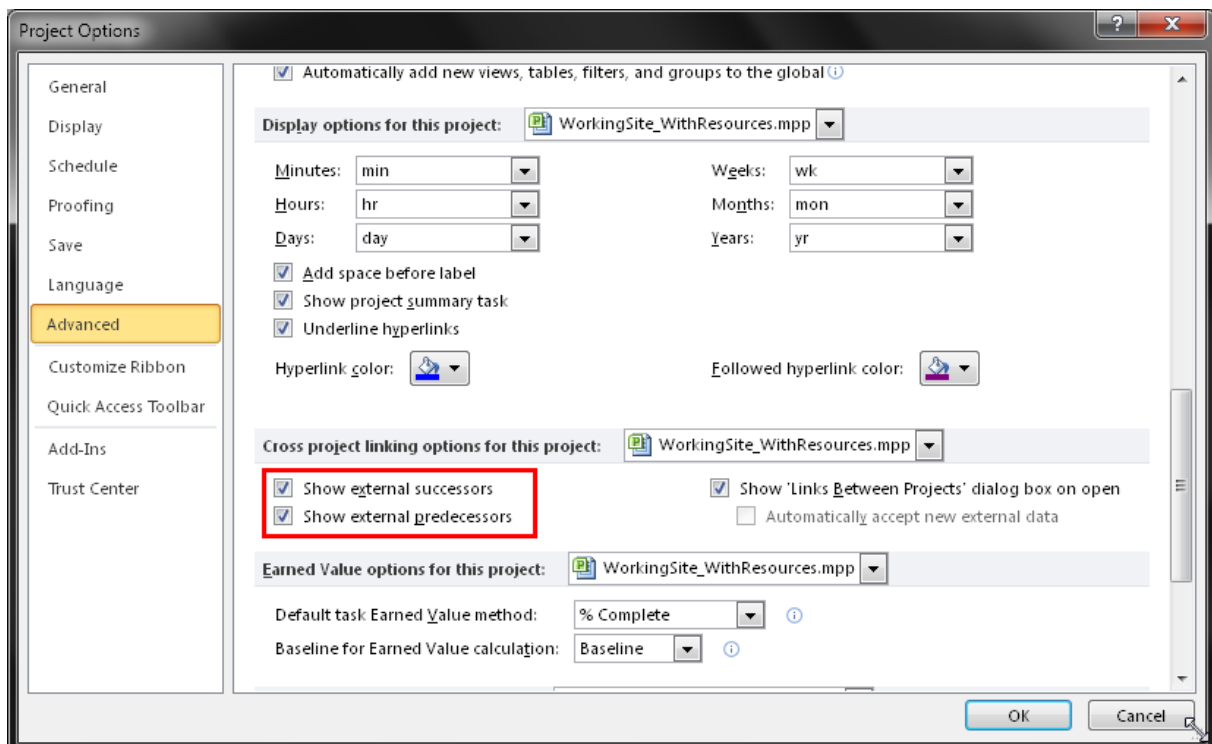 Project Options
General
Display
Schedule
Proofing
Save
Language
Advanced
Customize Ribbon
Quick Access Toolbar
Add-Ins
Trust Center
Automatically add new views, tables, filters, and groups to the global
Display options for this project: WorkingSite_WithResources.mpp
Minutes: min Weeks: wk
Hours: hr Months: mon
Days: day Years: yr
Add space before label
Show project summary task
Underline hyperlinks
Hyperlink color: Followed hyperlink color:
Cross project linking options for this project: WorkingSite_WithResources.mpp
Show external successors Show 'Links Between Projects' dialog box on open
Show external predecessors Automatically accept new external data
Earned Value options for this project: WorkingSite_WithResources.mpp
Default task Earned Value method: % Complete
Baseline for Earned Value calculation: Baseline
OK Cancel